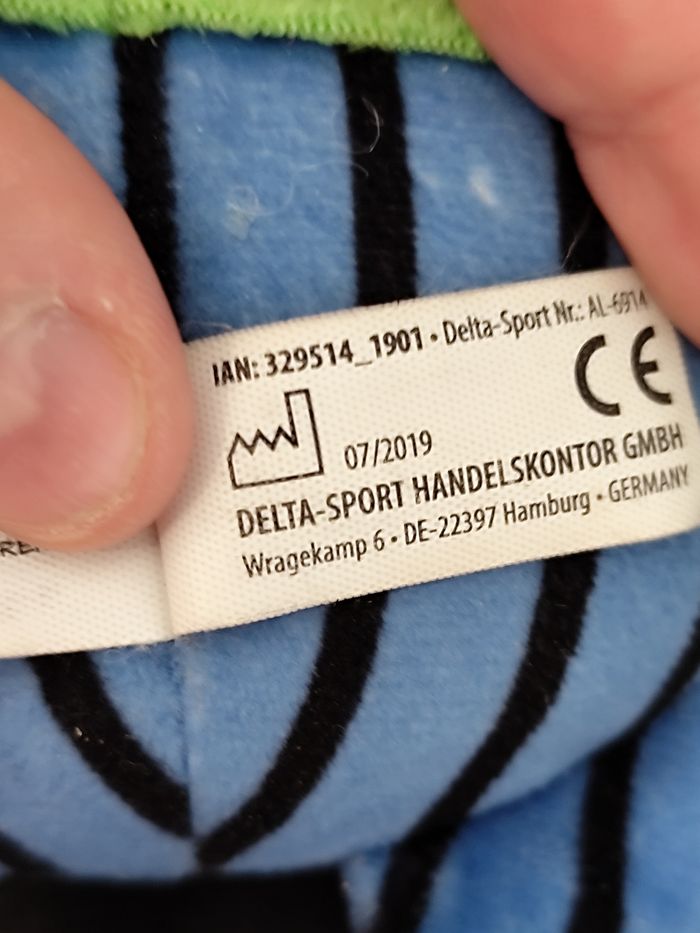 IAN: 329514_1901 • Delta-Sport Nr.: AL-6914
CE
07/2019
DELTA-SPORT HANDELSKONTOR GMBH
Wragekamp 6 • DE-22397 Hamburg • GERMANY